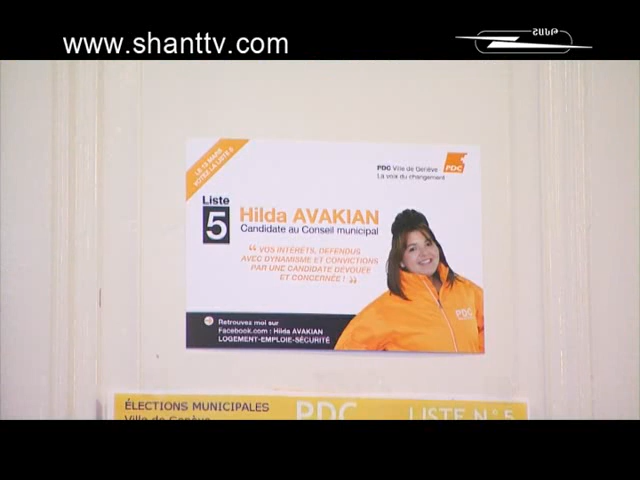 www.shanttv.com
ՇԱՆԹ
LE 13 MARS
VOTEZ LA LISTE 5
PDC
PDC Ville de Genève
La voix du changement
Liste
5
Hilda AVAKIAN
Candidate au Conseil municipal
“ VOS INTÉRÊTS, DÉFENDUS
AVEC DYNAMISME ET CONVICTIONS
PAR UNE CANDIDATE DÉVOUÉE
ET CONCERNÉE ! ”
PDC
Retrouvez moi sur
Facebook.com : Hilda AVAKIAN
LOGEMENT-EMPLOIE-SÉCURITÉ
ÉLECTIONS MUNICIPALES
Ville de Genève
PDC
LISTE N° 5